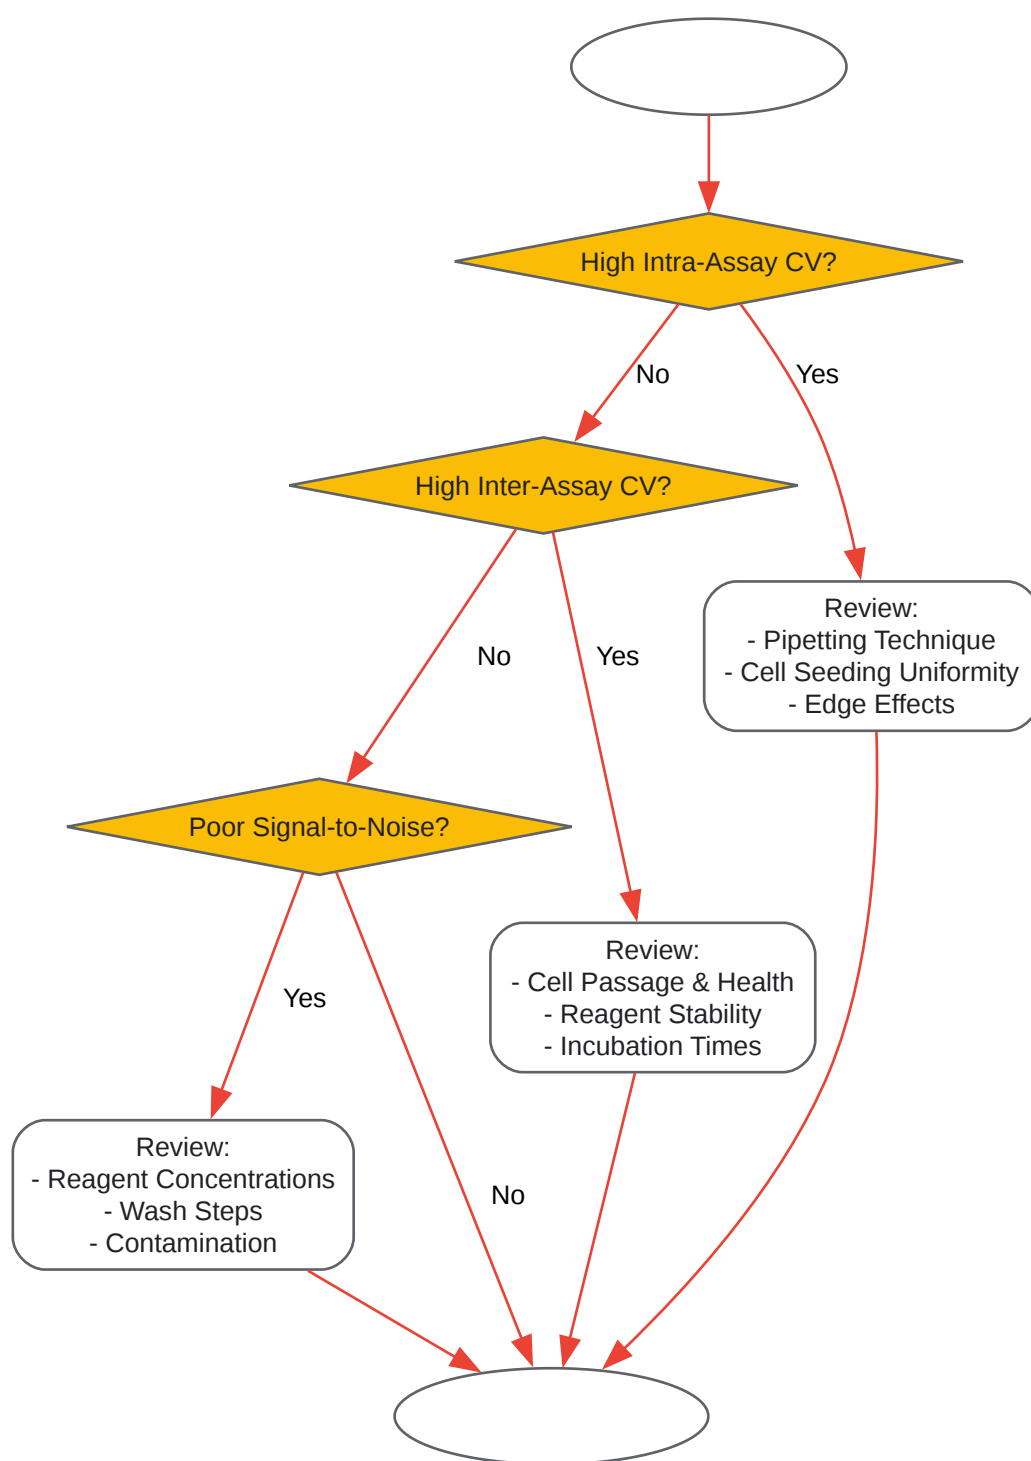 High Intra-Assay CV?
No
Yes
High Inter-Assay CV?
No
Yes
Review:
- Pipetting Technique
- Cell Seeding Uniformity
- Edge Effects
Poor Signal-to-Noise?
Yes
No
Review:
- Cell Passage & Health
- Reagent Stability
- Incubation Times
Review:
- Reagent Concentrations
- Wash Steps
- Contamination